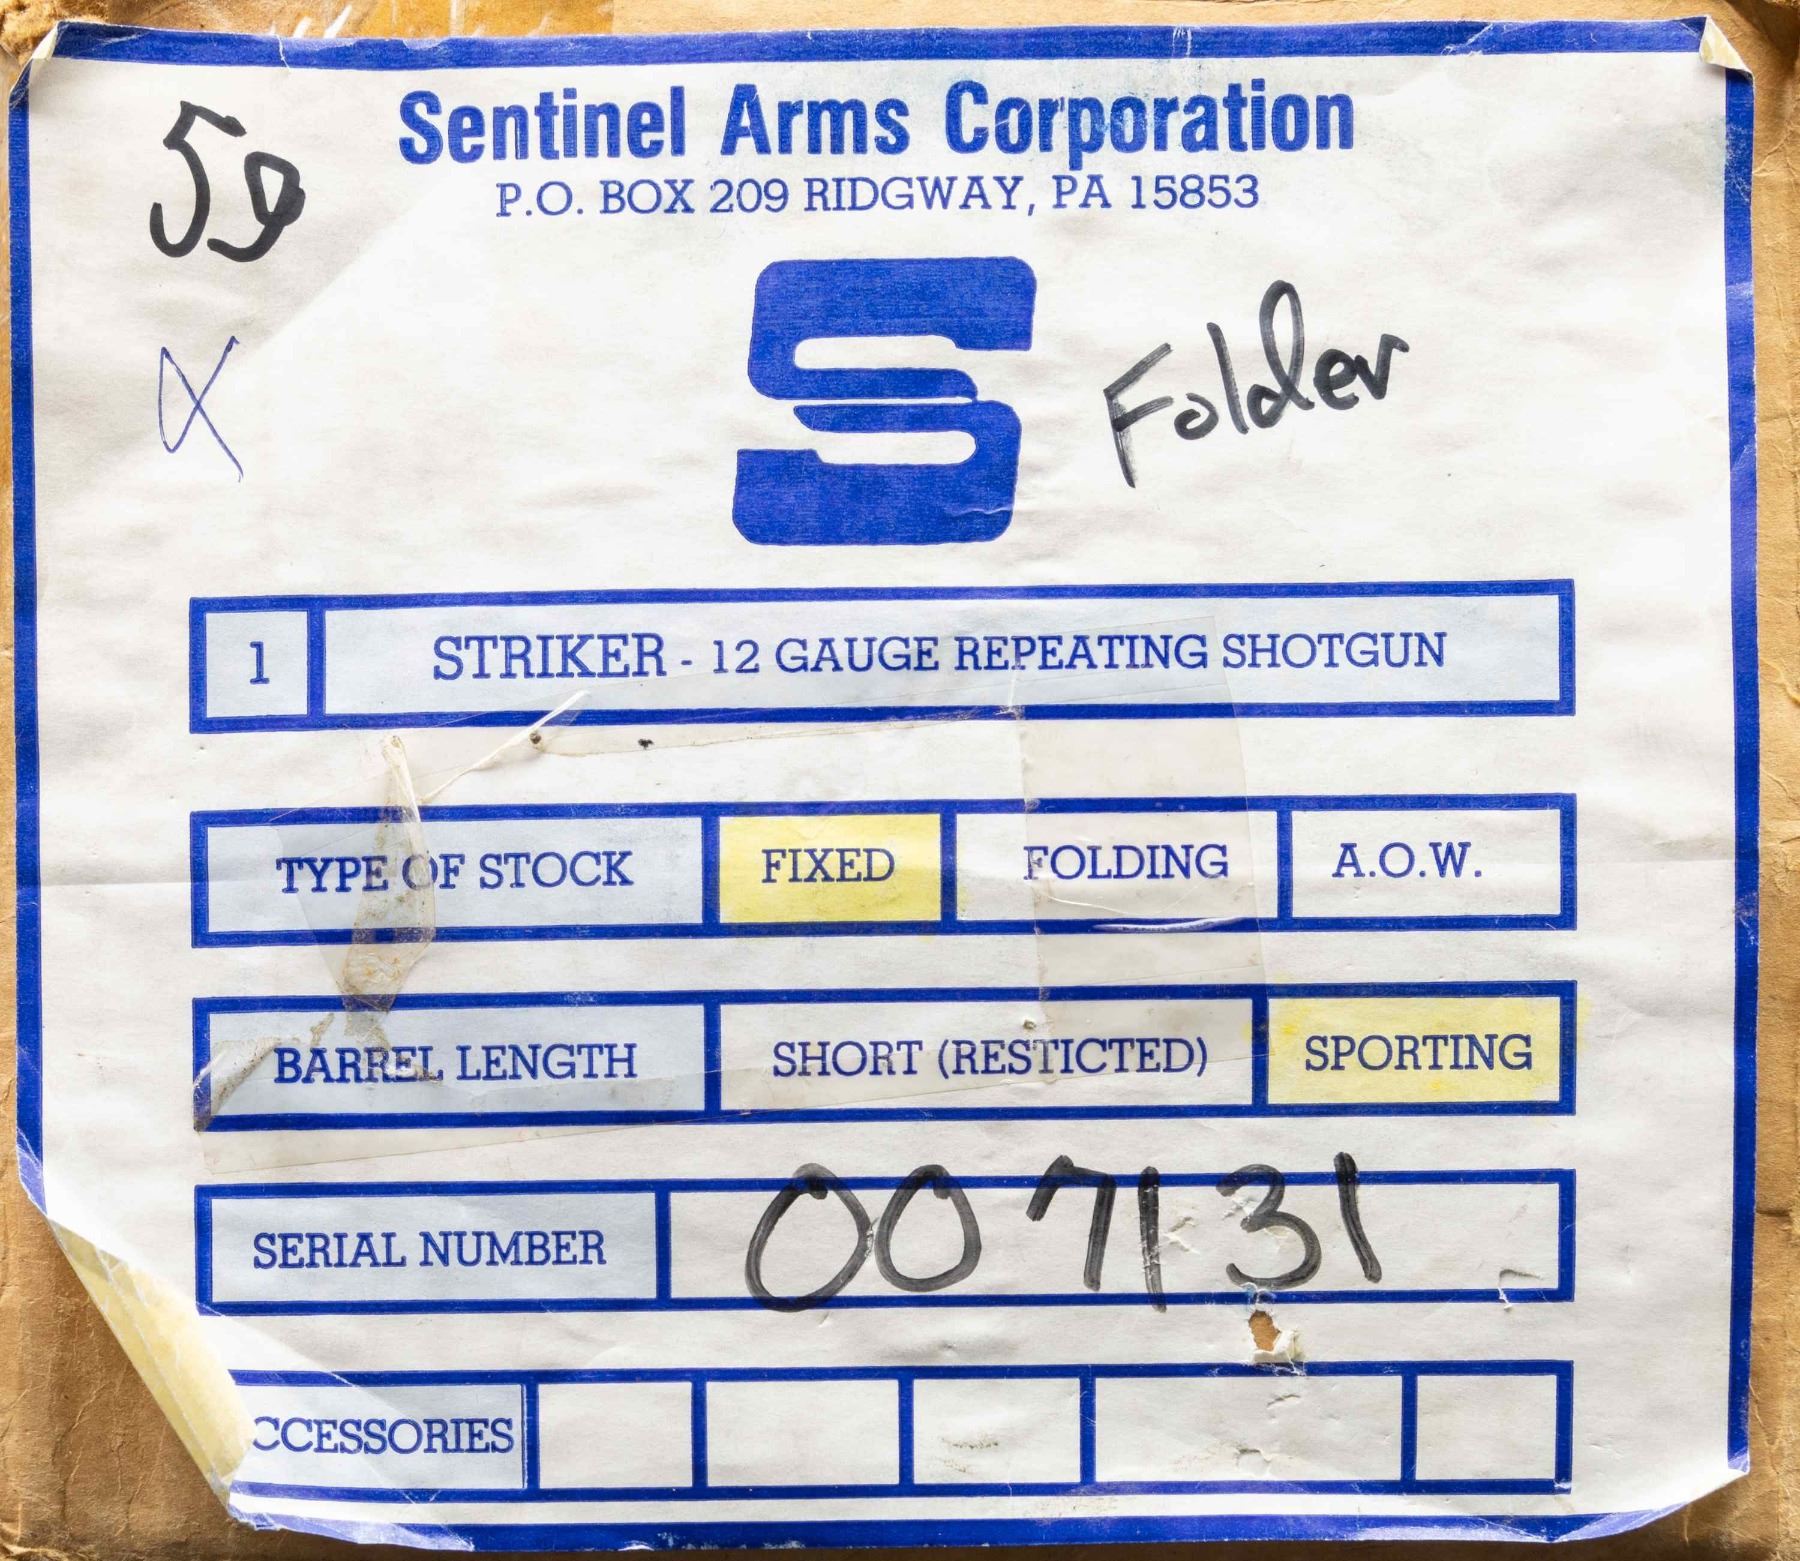 Sentinel Arms Corporation
P.O. BOX 209 RIDGWAY, PA 15853
S
Folder
1 STRIKER - 12 GAUGE REPEATING SHOTGUN
TYPE OF STOCK FIXED FOLDING A.O.W.
BARREL LENGTH SHORT (RESTICTED) SPORTING
SERIAL NUMBER 007131
CCESSORIES